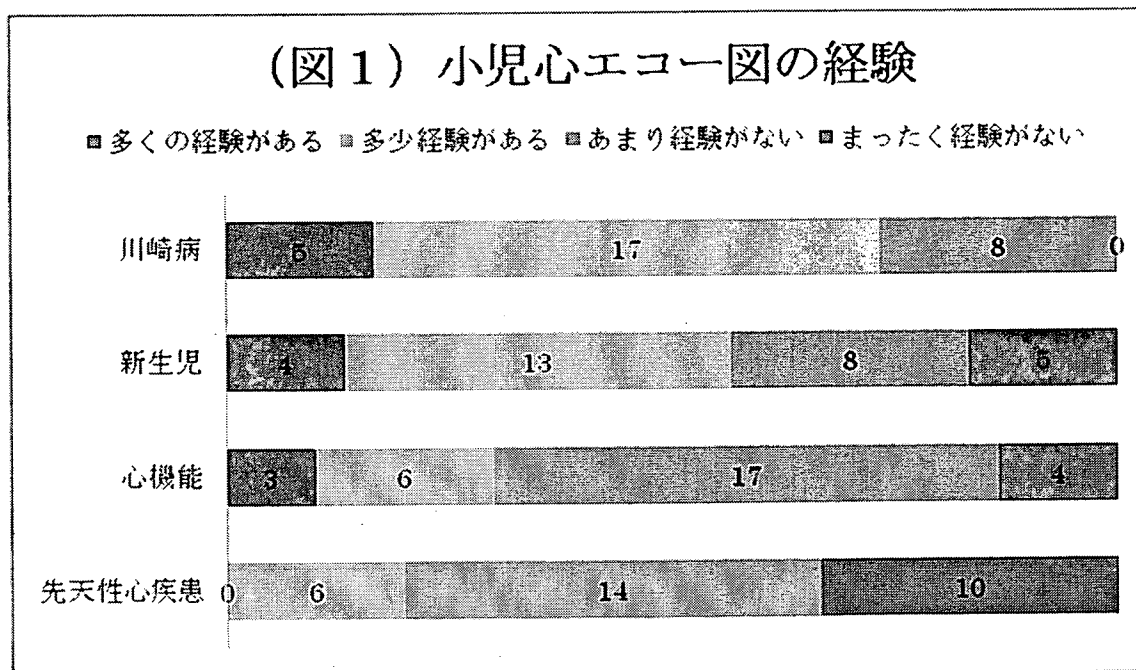 (図1) 小児心エコー図の経験
■多くの経験がある ■多少経験がある ■あまり経験がない ■まったく経験がない
川崎病 5 17 8 0
新生児 4 13 8 5
心機能 3 6 17 4
先天性心疾患 0 6 14 10